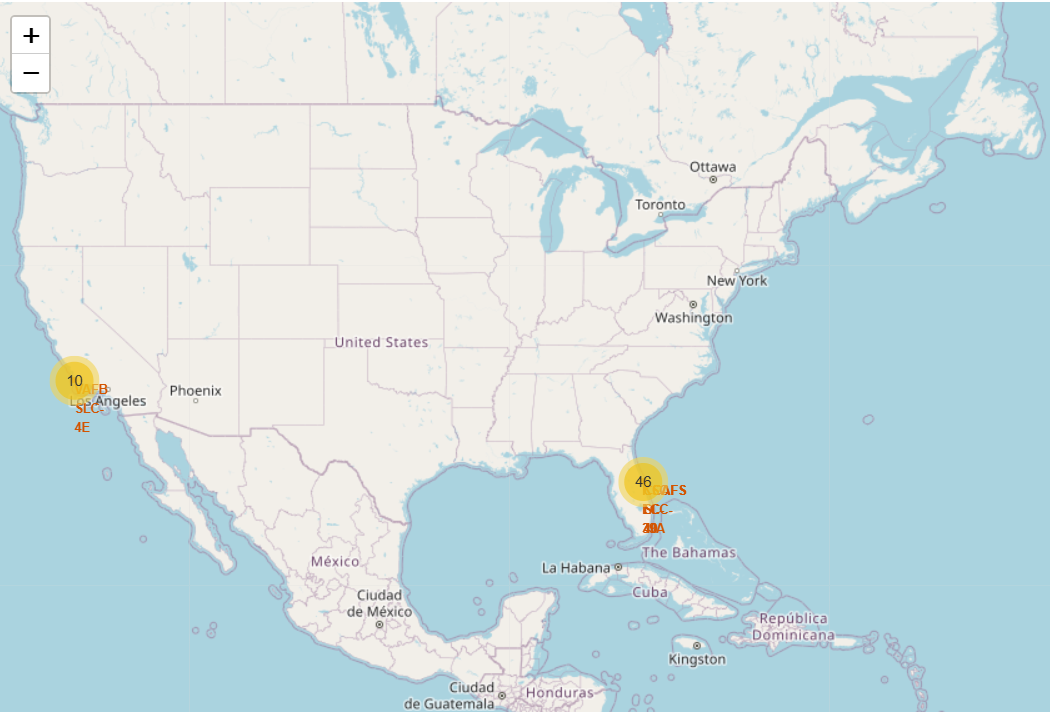 +
−
Ottawa
Toronto
New York
Washington
United States
10
VAFB
SLC-
4E
Los Angeles
Phoenix
46
The Bahamas
La Habana
Cuba
México
Ciudad
de México
República
Dominicana
Kingston
Ciudad
de Guatemala
Honduras